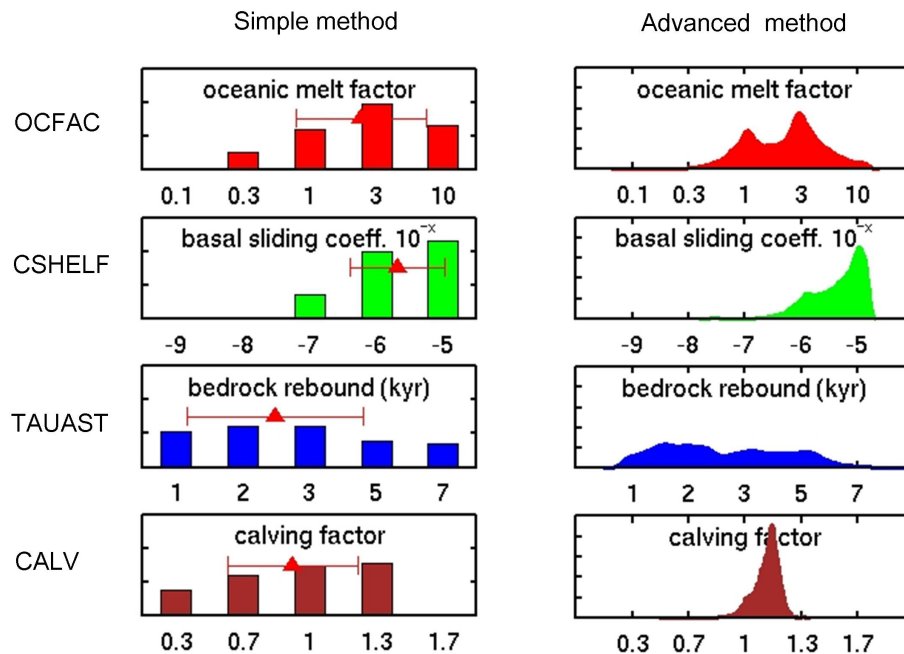 Simple method Advanced method
OCFAC
oceanic melt factor oceanic melt factor
0.1 0.3 1 3 10 0.1 0.3 1 3 10
CSHELF
basal sliding coeff. 10⁻ˣ basal sliding coeff. 10⁻ˣ
-9 -8 -7 -6 -5 -9 -8 -7 -6 -5
TAUAST
bedrock rebound (kyr) bedrock rebound (kyr)
1 2 3 5 7 1 2 3 5 7
CALV
calving factor calving factor
0.3 0.7 1 1.3 1.7 0.3 0.7 1 1.3 1.7